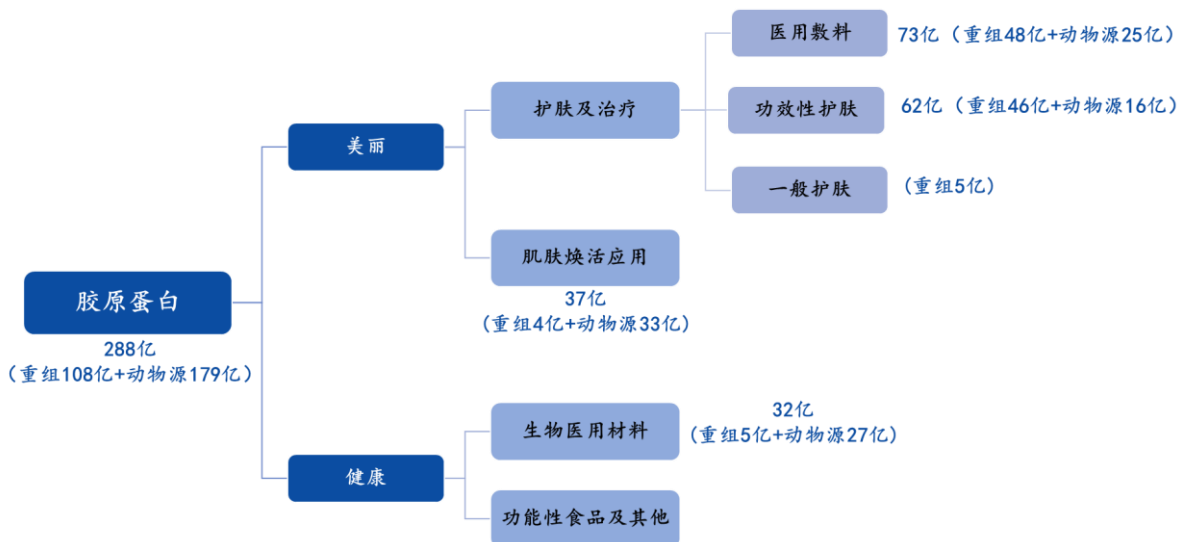 医用敷料
73亿（重组48亿+动物源25亿）
护肤及治疗
功效性护肤
62亿（重组46亿+动物源16亿）
美丽
一般护肤
(重组5亿)
肌肤焕活应用
37亿
(重组4亿+动物源33亿)
胶原蛋白
288亿
（重组108亿+动物源179亿）
生物医用材料
32亿
(重组5亿+动物源27亿)
健康
功能性食品及其他